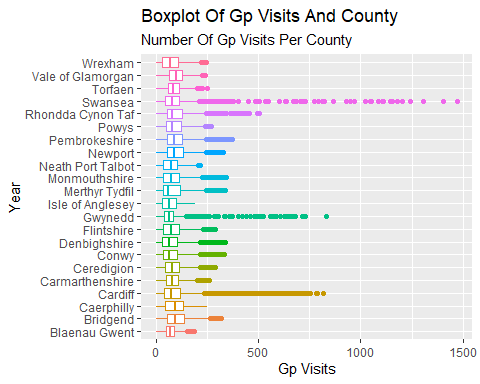 Boxplot Of Gp Visits And County
Number Of Gp Visits Per County
Wrexham
Vale of Glamorgan
Torfaen
Swansea
Rhondda Cynon Taf
Powys
Pembrokeshire
Newport
Neath Port Talbot
Monmouthshire
Merthyr Tydfil
Isle of Anglesey
Gwynedd
Flintshire
Denbighshire
Conwy
Ceredigion
Carmarthenshire
Cardiff
Caerphilly
Bridgend
Blaenau Gwent
Year
0 500 1000 1500
Gp Visits